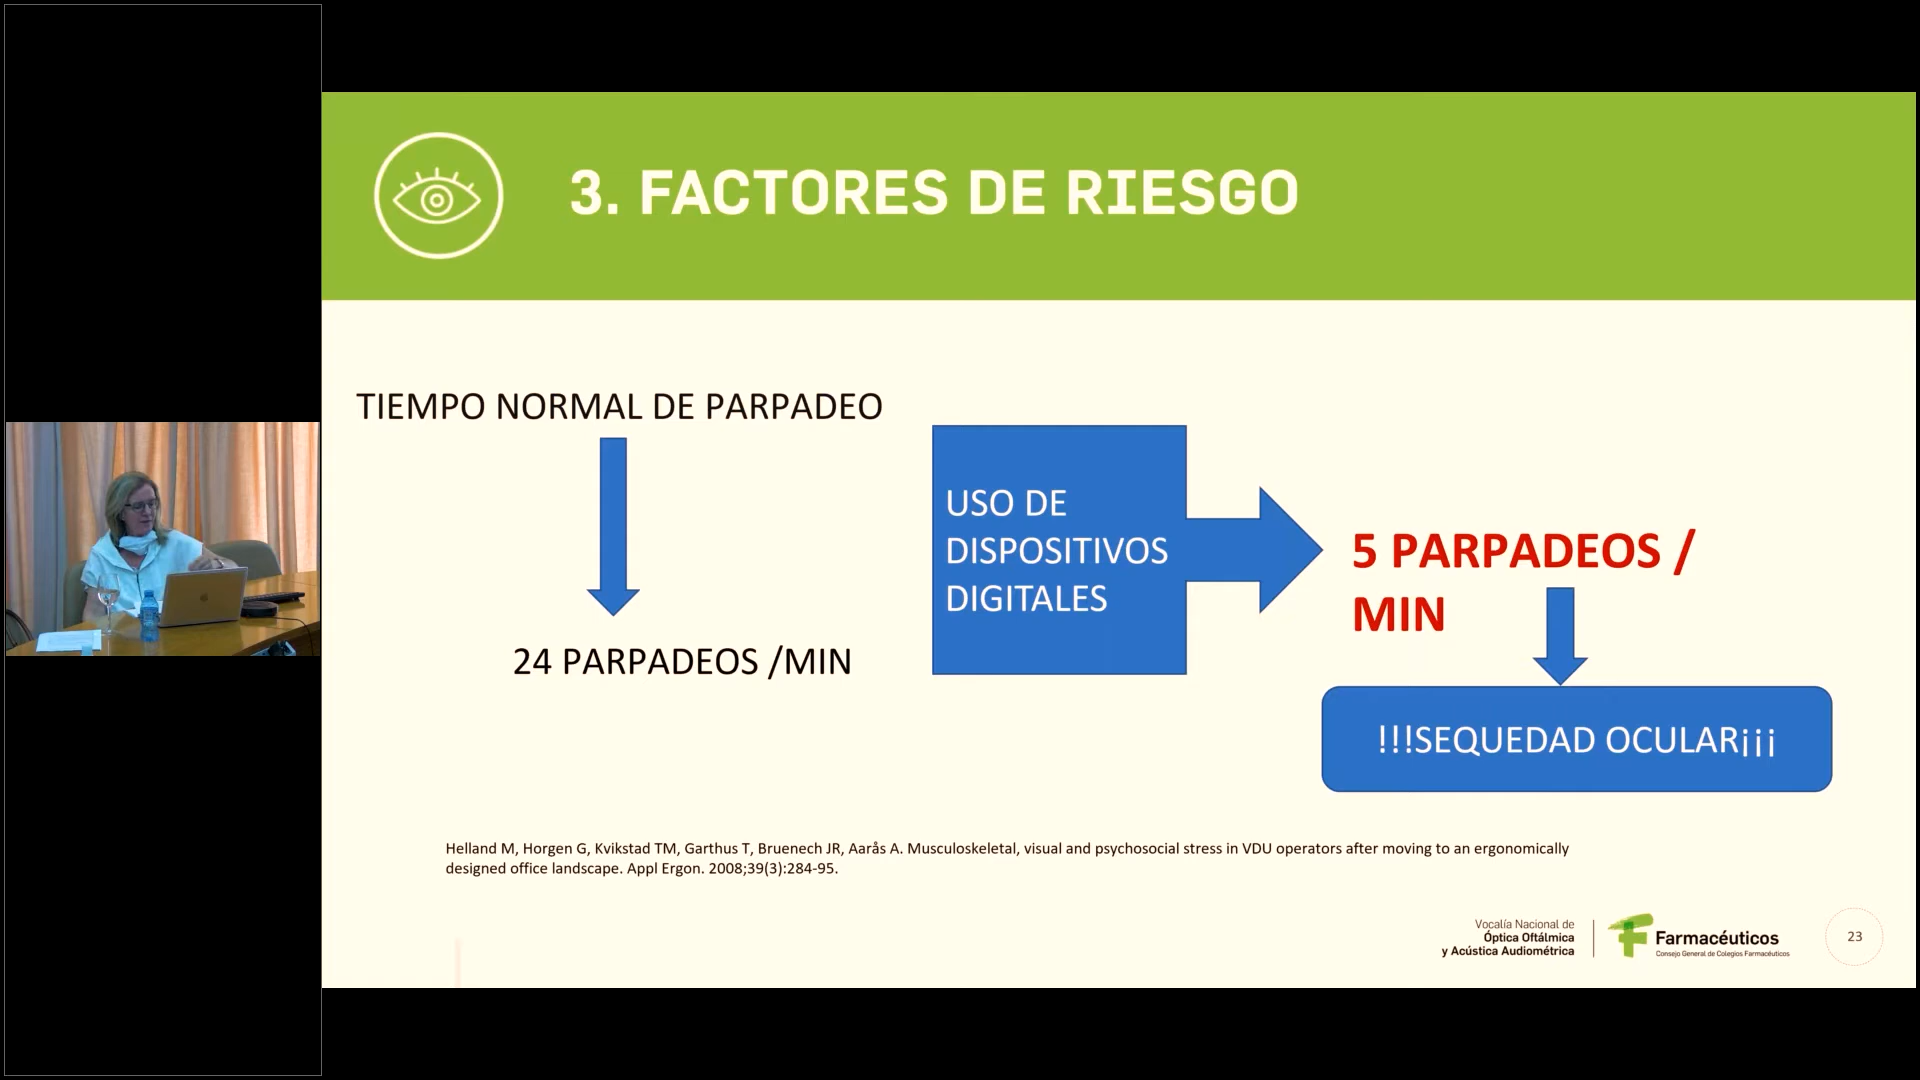 3. FACTORES DE RIESGO
TIEMPO NORMAL DE PARPADEO
24 PARPADEOS /MIN
USO DE
DISPOSITIVOS
DIGITALES
5 PARPADEOS /
MIN
!!!SEQUEDAD OCULAR¡¡¡
Helland M, Horgen G, Kvikstad TM, Garthus T, Bruenech JR, Aarås A. Musculoskeletal, visual and psychosocial stress in VDU operators after moving to an ergonomically
designed office landscape. Appl Ergon. 2008;39(3):284-95.
Vocalía Nacional de
Óptica Oftálmica
y Acústica Audiométrica
Farmacéuticos
Consejo General de Colegios Farmacéuticos
23